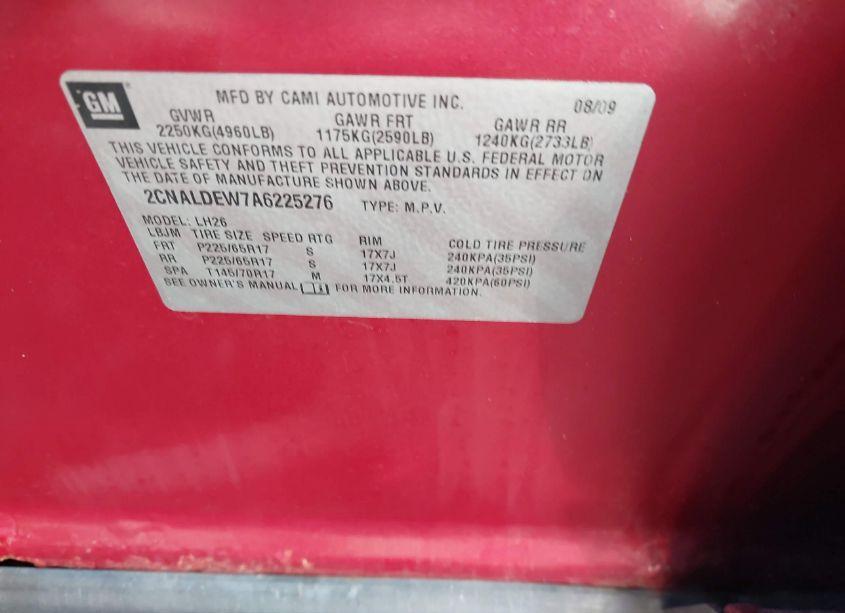 GM
MFD BY CAMI AUTOMOTIVE INC. 08/09
GVWR GAWR FRT GAWR RR
2250KG(4960LB) 1175KG(2590LB) 1240KG(2733LB)
THIS VEHICLE CONFORMS TO ALL APPLICABLE U.S. FEDERAL MOTOR
VEHICLE SAFETY AND THEFT PREVENTION STANDARDS IN EFFECT ON
THE DATE OF MANUFACTURE SHOWN ABOVE.
2CNALDEW7A6225276 TYPE: M.P.V.
MODEL: LH26
LBJM TIRE SIZE SPEED RTG RIM COLD TIRE PRESSURE
FRT P225/65R17 S 17X7J 240KPA(35PSI)
RR P225/65R17 S 17X7J 240KPA(35PSI)
SPA T145/70R17 M 17X4.5T 420KPA(60PSI)
SEE OWNER'S MANUAL FOR MORE INFORMATION.